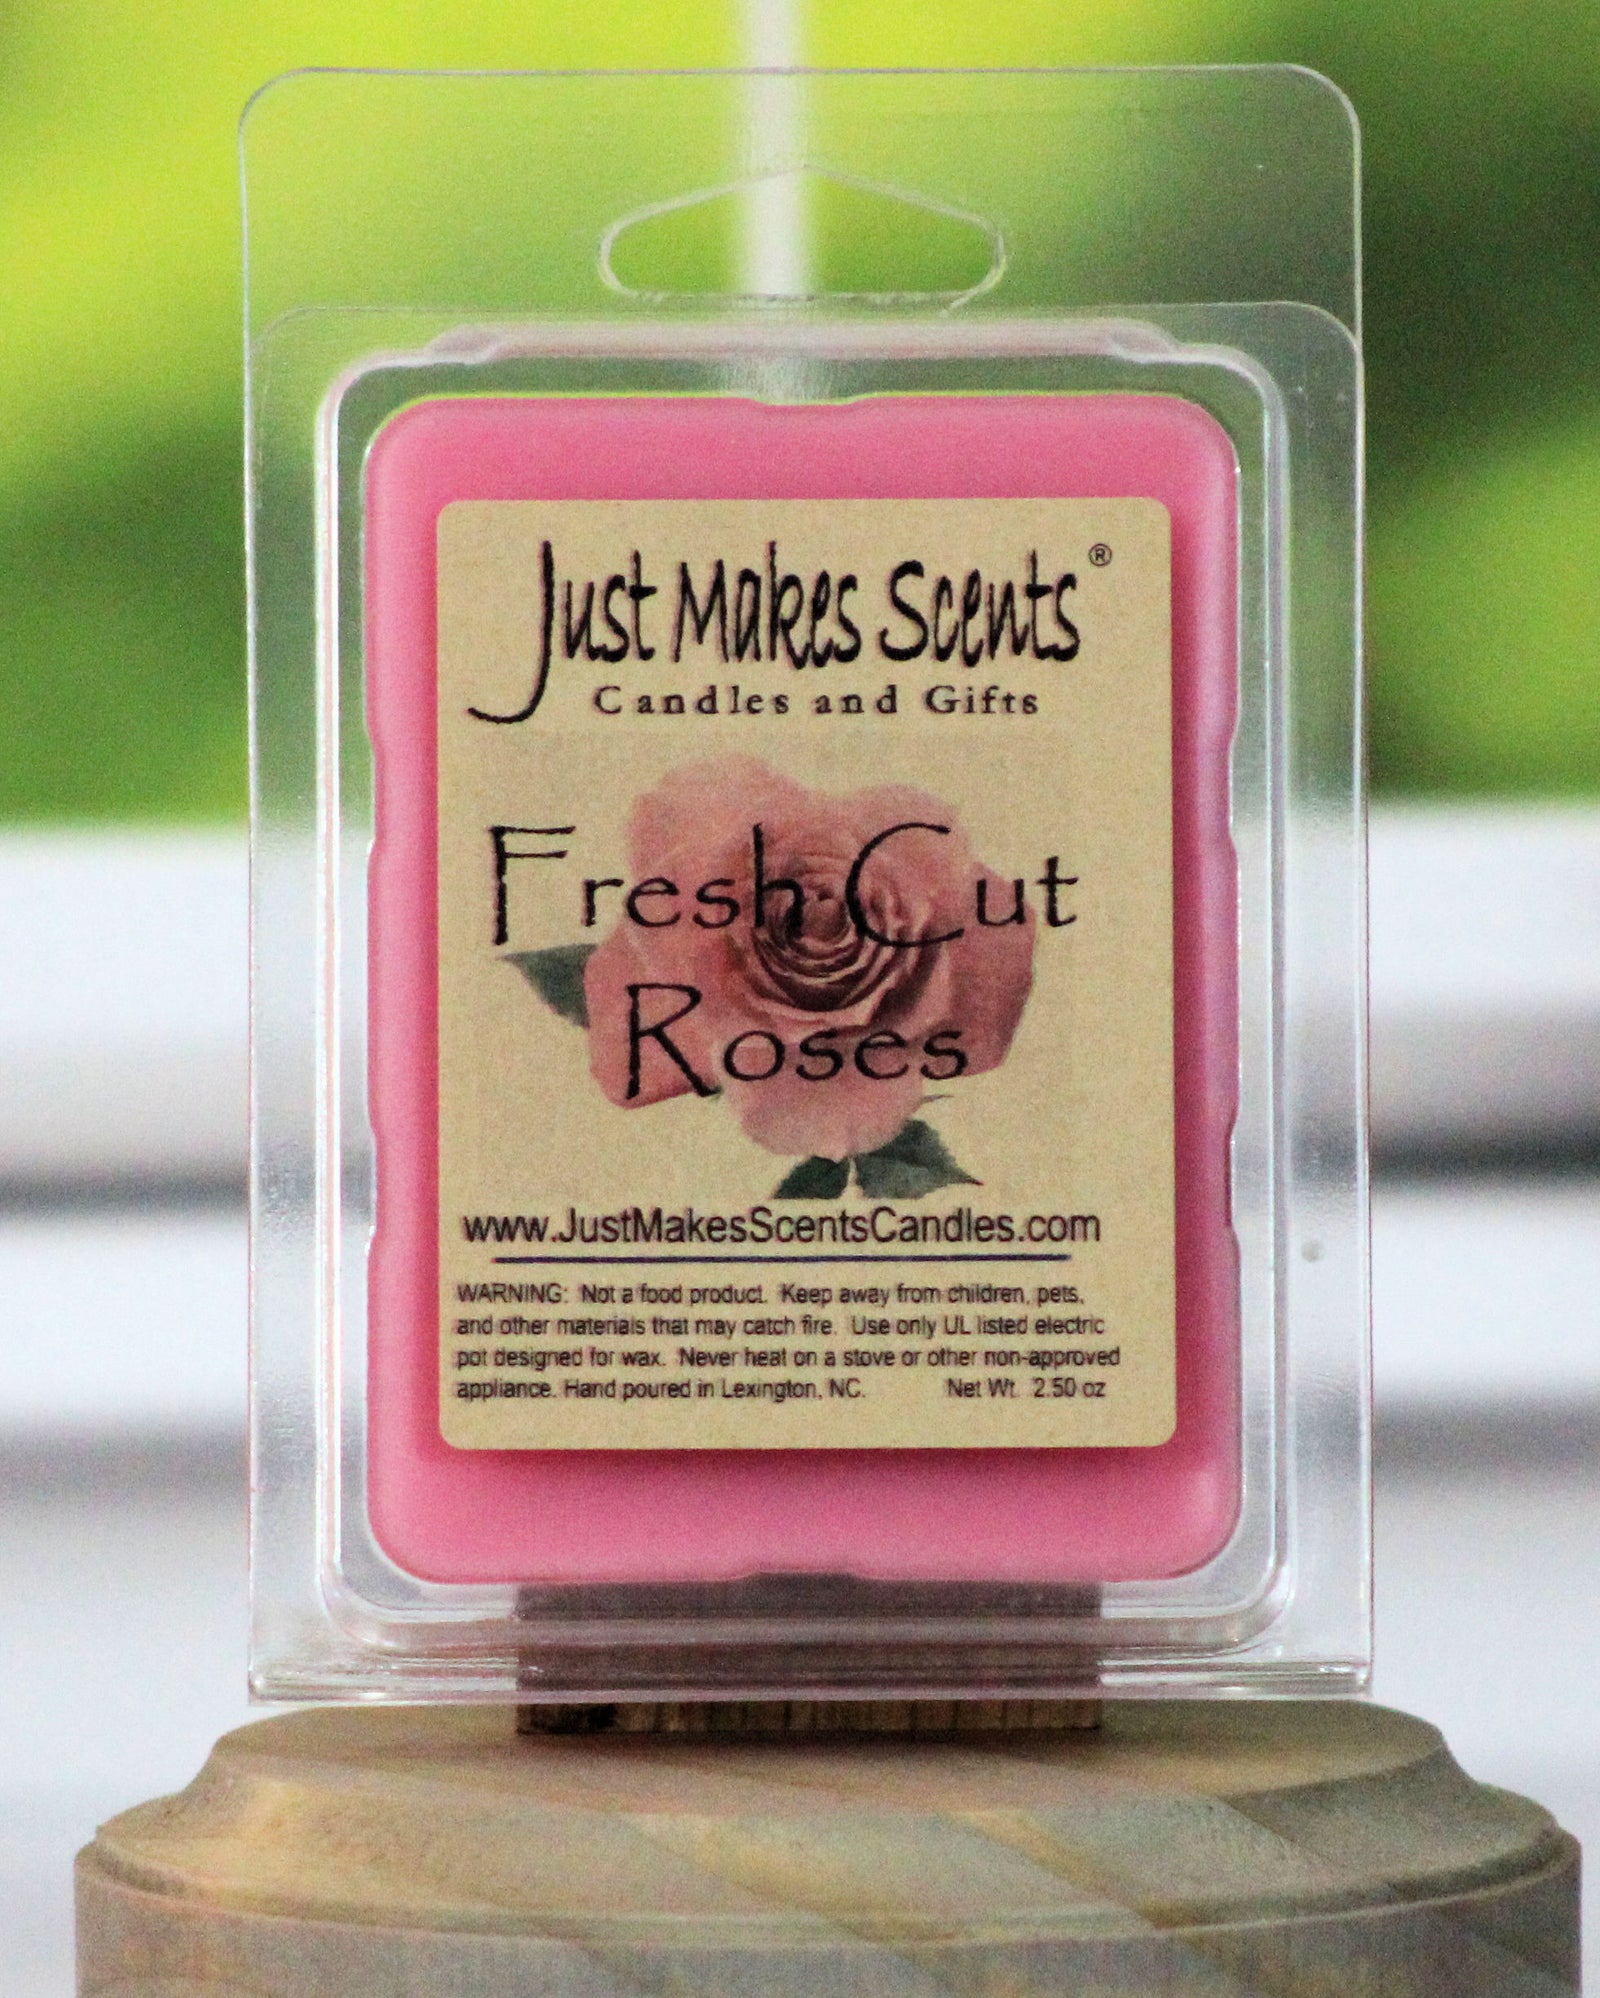 Just Makes Scents®
Candles and Gifts
Fresh Cut
Roses
www.JustMakesScentsCandles.com
WARNING: Not a food product. Keep away from children, pets,
and other materials that may catch fire. Use only UL listed electric
pot designed for wax. Never heat on a stove or other non-approved
appliance. Hand poured in Lexington, NC. Net Wt. 2.50 oz